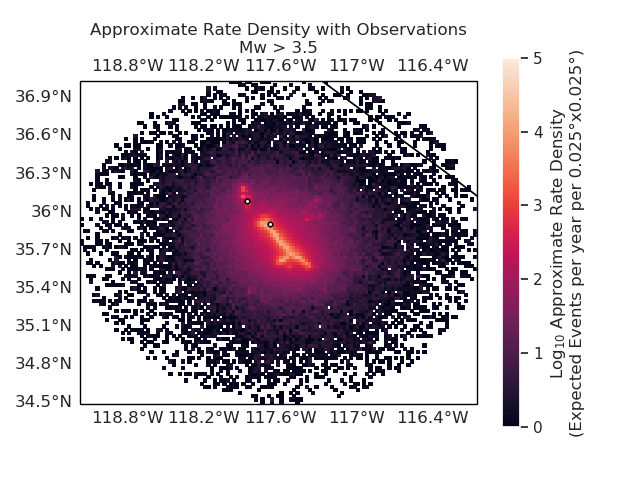 Approximate Rate Density with Observations
Mw > 3.5
118.8°W 118.2°W 117.6°W 117°W 116.4°W
36.9°N
36.6°N
36.3°N
36°N
35.7°N
35.4°N
35.1°N
34.8°N
34.5°N
118.8°W 118.2°W 117.6°W 117°W 116.4°W
5
4
3
2
1
0
Log₁₀ Approximate Rate Density
(Expected Events per year per 0.025°x0.025°)